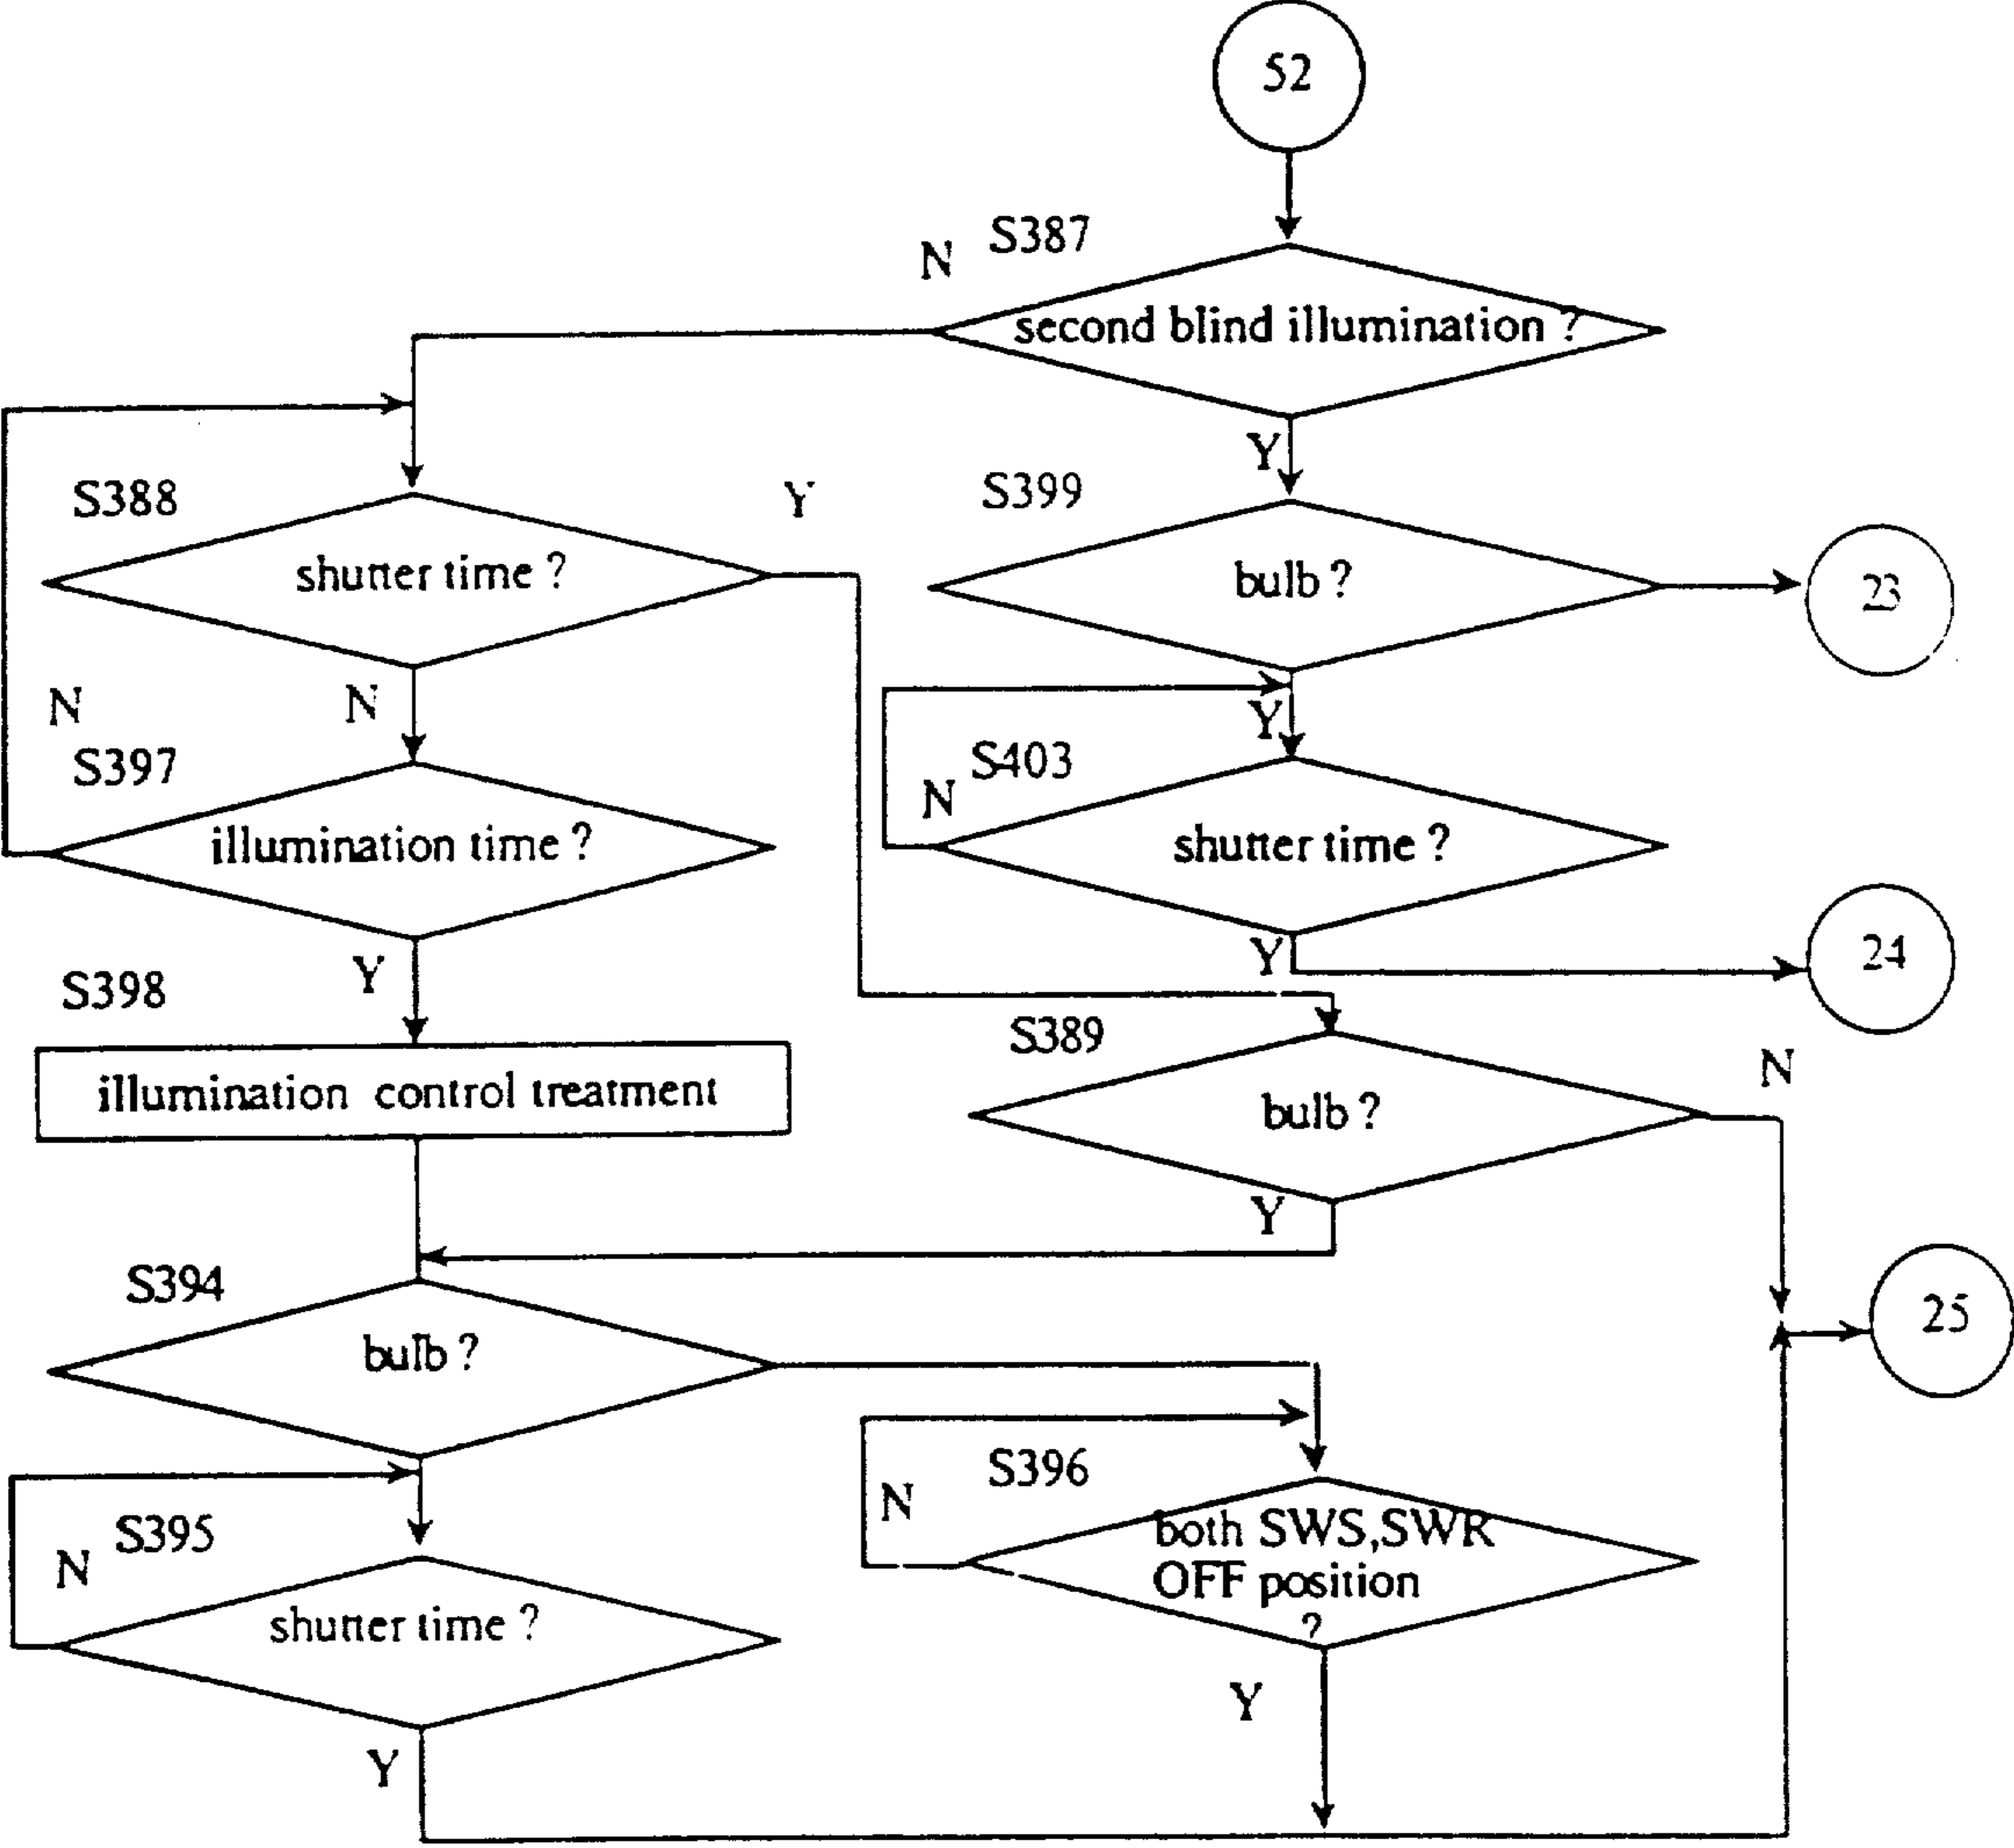 52
S387
N
second blind illumination ?
Y
S388
Y
S399
shutter time ?
bulb ?
23
N
N
Y
S397
S403
N
illumination time ?
shutter time ?
Y
Y
24
S398
S389
N
illumination control treatment
bulb ?
Y
S394
25
bulb ?
S396
N
both SWS,SWR
OFF position
?
S395
N
shutter time ?
Y
Y